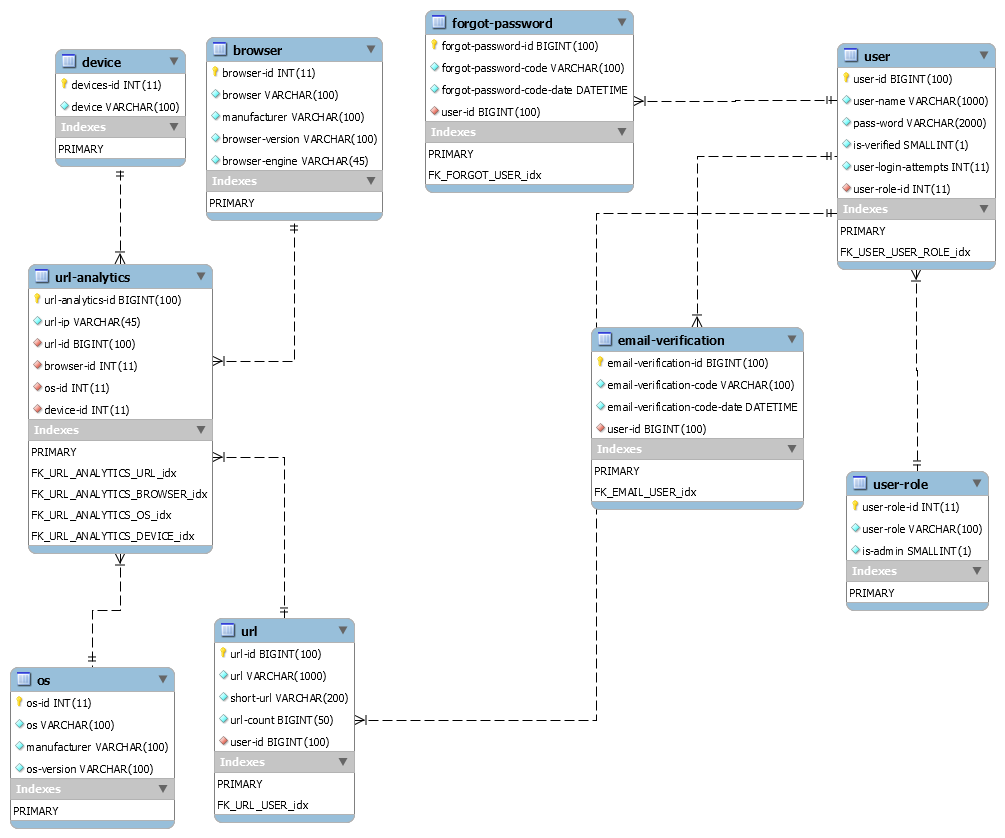 device
devices-id INT(11)
device VARCHAR(100)
Indexes
PRIMARY
browser
browser-id INT(11)
browser VARCHAR(100)
manufacturer VARCHAR(100)
browser-version VARCHAR(100)
browser-engine VARCHAR(45)
Indexes
PRIMARY
forgot-password
forgot-password-id BIGINT(100)
forgot-password-code VARCHAR(100)
forgot-password-code-date DATETIME
user-id BIGINT(100)
Indexes
PRIMARY
FK_FORGOT_USER_idx
user
user-id BIGINT(100)
user-name VARCHAR(1000)
pass-word VARCHAR(2000)
is-verified SMALLINT(1)
user-login-attempts INT(11)
user-role-id INT(11)
Indexes
PRIMARY
FK_USER_USER_ROLE_idx
url-analytics
url-analytics-id BIGINT(100)
url-ip VARCHAR(45)
url-id BIGINT(100)
browser-id INT(11)
os-id INT(11)
device-id INT(11)
Indexes
PRIMARY
FK_URL_ANALYTICS_URL_idx
FK_URL_ANALYTICS_BROWSER_idx
FK_URL_ANALYTICS_OS_idx
FK_URL_ANALYTICS_DEVICE_idx
email-verification
email-verification-id BIGINT(100)
email-verification-code VARCHAR(100)
email-verification-code-date DATETIME
user-id BIGINT(100)
Indexes
PRIMARY
FK_EMAIL_USER_idx
user-role
user-role-id INT(11)
user-role VARCHAR(100)
is-admin SMALLINT(1)
Indexes
PRIMARY
os
os-id INT(11)
os VARCHAR(100)
manufacturer VARCHAR(100)
os-version VARCHAR(100)
Indexes
PRIMARY
url
url-id BIGINT(100)
url VARCHAR(1000)
short-url VARCHAR(200)
url-count BIGINT(50)
user-id BIGINT(100)
Indexes
PRIMARY
FK_URL_USER_idx